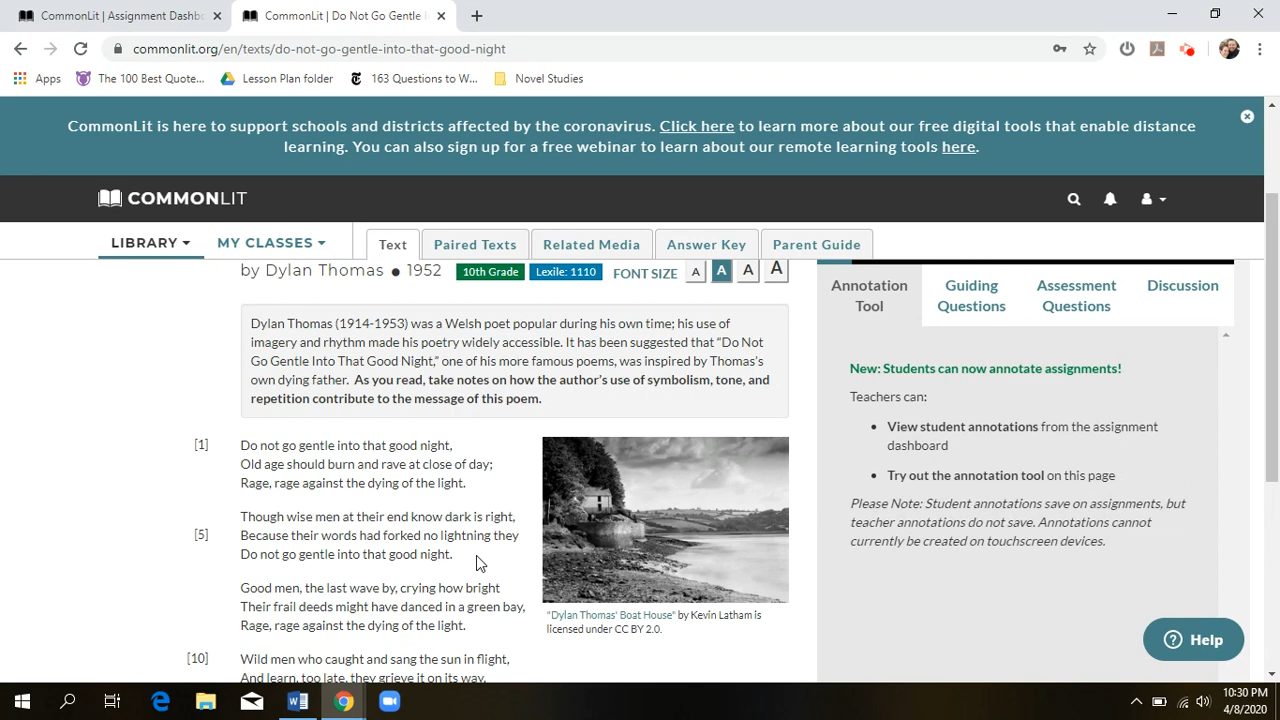 CommonLit | Assignment Dashbo
CommonLit | Do Not Go Gentle I
commonlit.org/en/texts/do-not-go-gentle-into-that-good-night
Apps
The 100 Best Quote...
Lesson Plan folder
163 Questions to W...
Novel Studies
CommonLit is here to support schools and districts affected by the coronavirus. Click here to learn more about our free digital tools that enable distance
learning. You can also sign up for a free webinar to learn about our remote learning tools here.
COMMONLIT
LIBRARY
MY CLASSES
Text
Paired Texts
Related Media
Answer Key
Parent Guide
by Dylan Thomas ● 1952
10th Grade
Lexile: 1110
FONT SIZE
A
A
A
A
Dylan Thomas (1914-1953) was a Welsh poet popular during his own time; his use of
imagery and rhythm made his poetry widely accessible. It has been suggested that “Do Not
Go Gentle Into That Good Night,” one of his more famous poems, was inspired by Thomas’s
own dying father. As you read, take notes on how the author’s use of symbolism, tone, and
repetition contribute to the message of this poem.
[1] Do not go gentle into that good night,
Old age should burn and rave at close of day;
Rage, rage against the dying of the light.
Though wise men at their end know dark is right,
[5] Because their words had forked no lightning they
Do not go gentle into that good night.
Good men, the last wave by, crying how bright
Their frail deeds might have danced in a green bay,
Rage, rage against the dying of the light.
[10] Wild men who caught and sang the sun in flight,
And learn, too late, they grieve it on its way,
"Dylan Thomas' Boat House" by Kevin Latham is
licensed under CC BY 2.0.
Annotation
Tool
Guiding
Questions
Assessment
Questions
Discussion
New: Students can now annotate assignments!
Teachers can:
View student annotations from the assignment
dashboard
Try out the annotation tool on this page
Please Note: Student annotations save on assignments, but
teacher annotations do not save. Annotations cannot
currently be created on touchscreen devices.
Help
10:30 PM
4/8/2020